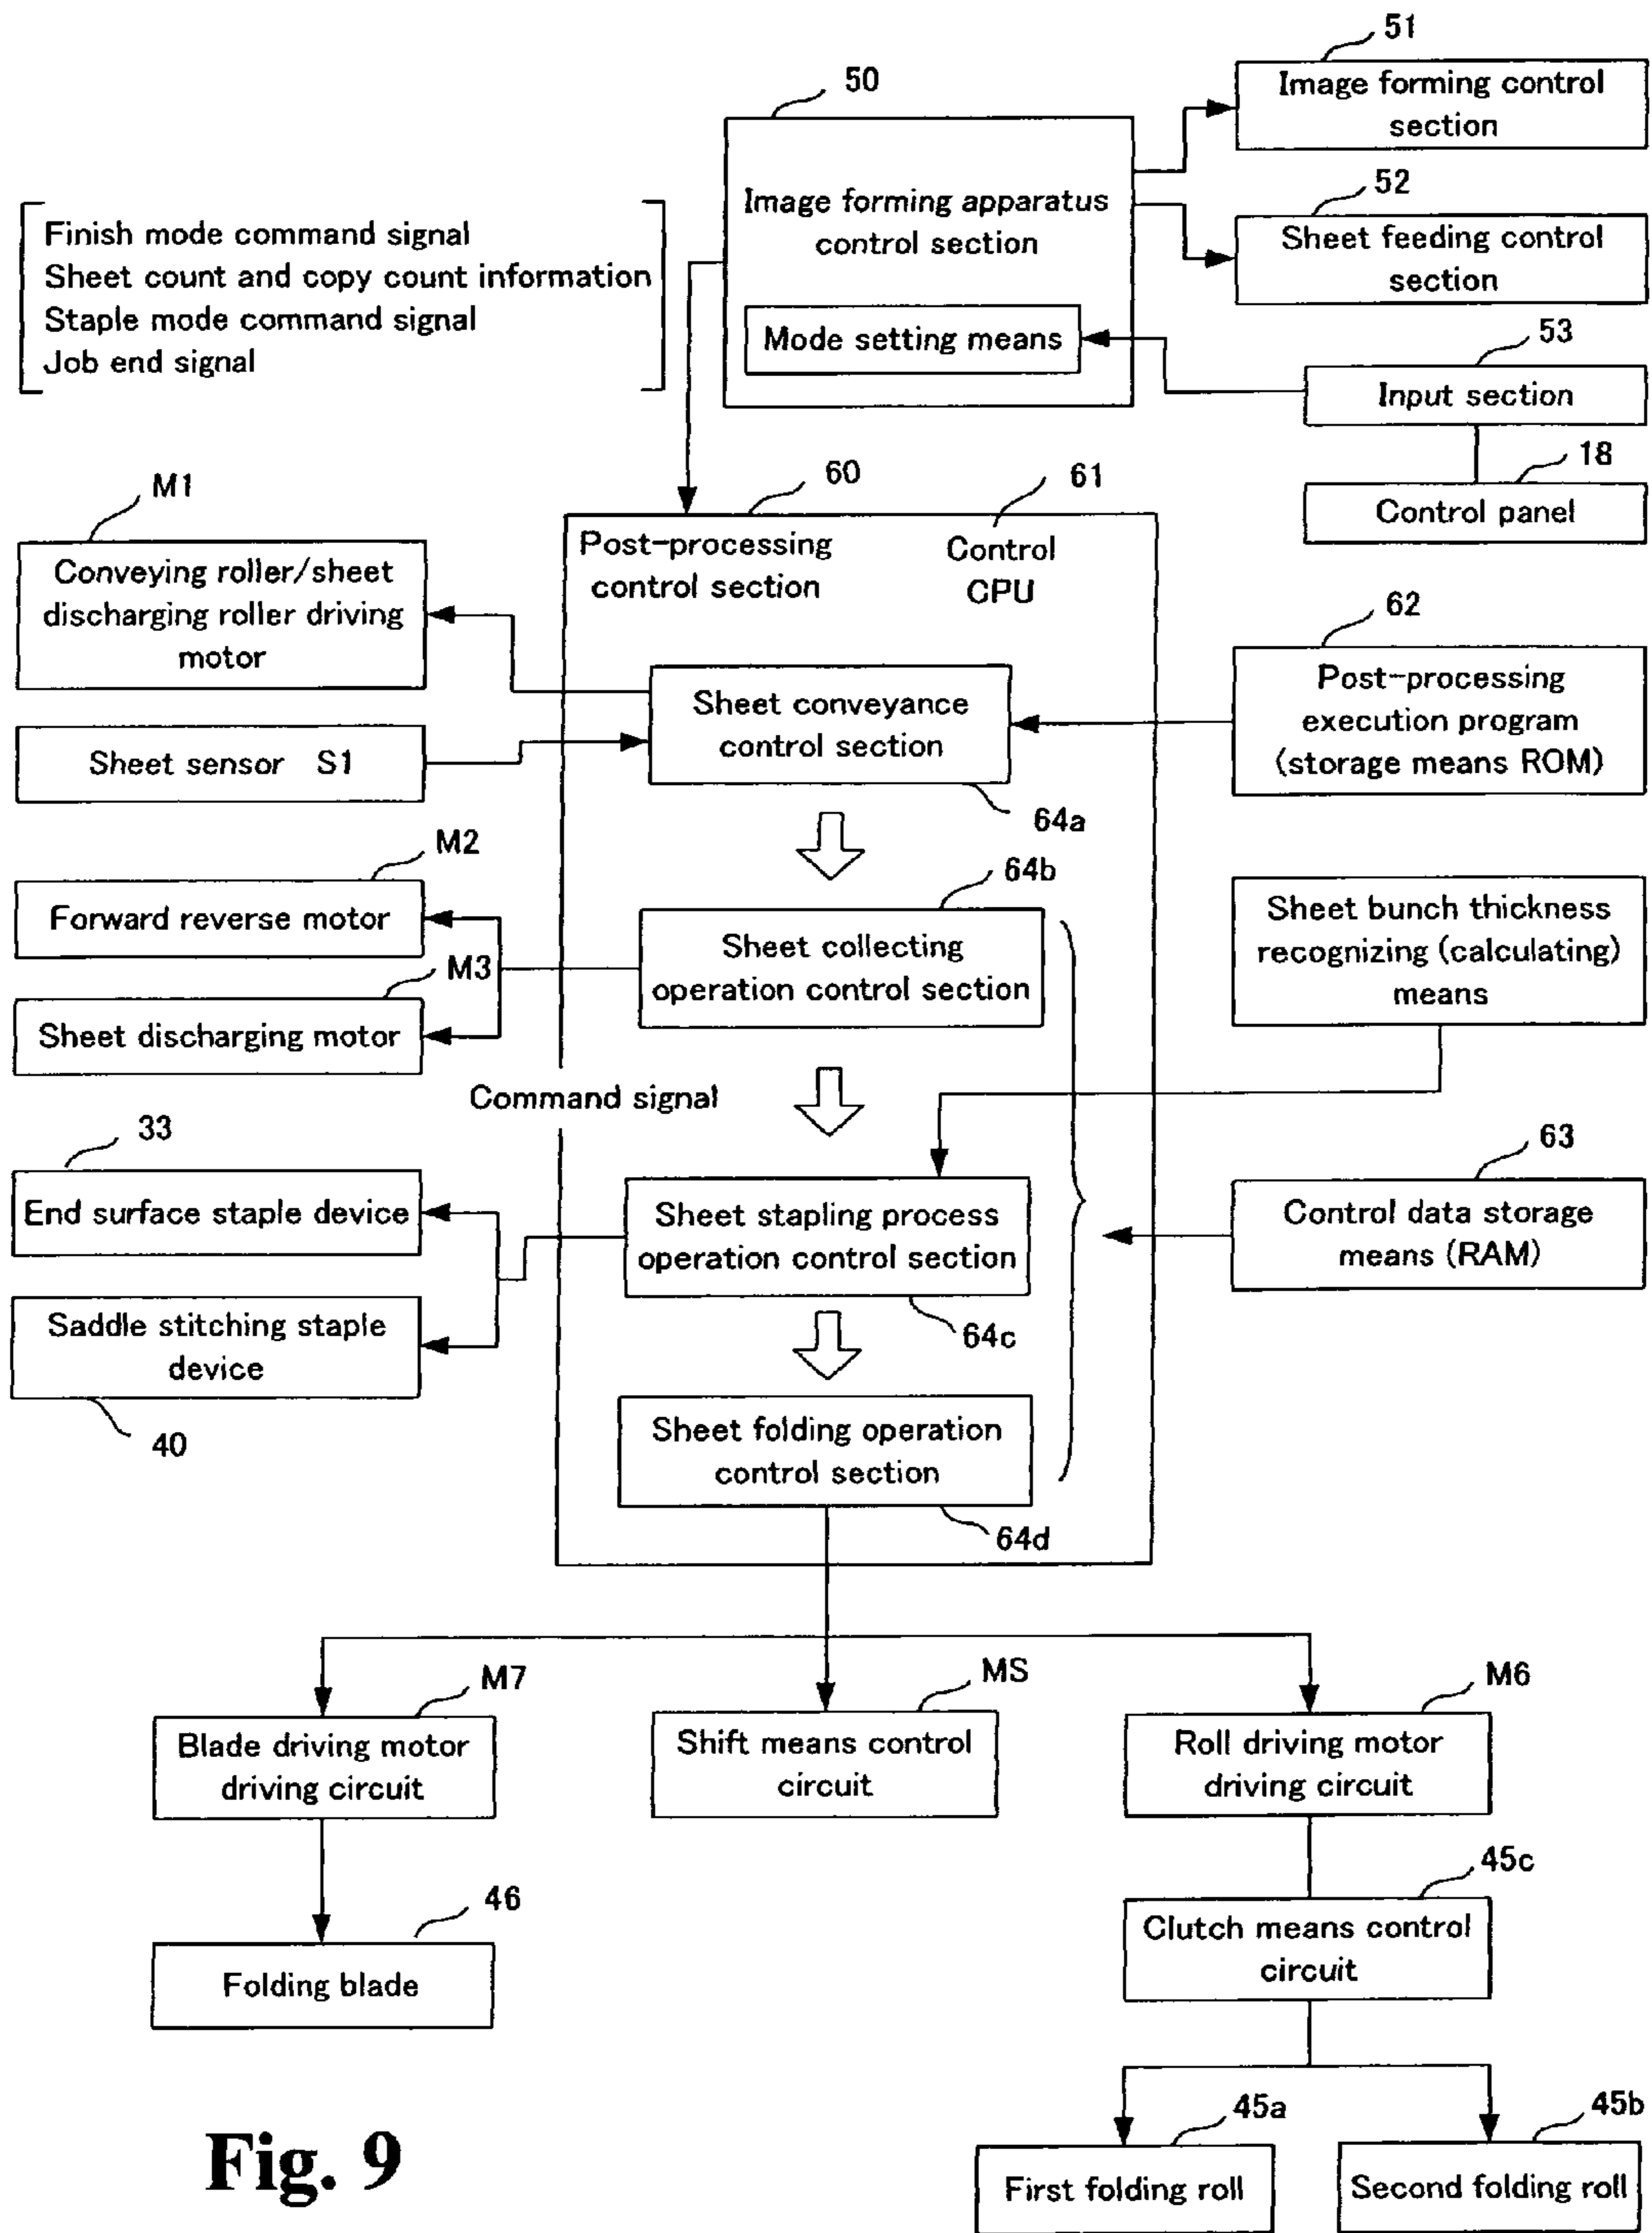 51
Image forming control
section
50
Image forming apparatus
control section
52
Sheet feeding control
section
Finish mode command signal
Sheet count and copy count information
Staple mode command signal
Job end signal
Mode setting means
53
Input section
18
Control panel
M1
Conveying roller/sheet
discharging roller driving
motor
60
Post-processing
control section
61
Control
CPU
62
Post-processing
execution program
(storage means ROM)
Sheet conveyance
control section
64a
Sheet sensor S1
M2
Forward reverse motor
M3
Sheet discharging motor
64b
Sheet collecting
operation control section
Sheet bunch thickness
recognizing (calculating)
means
Command signal
33
End surface staple device
Sheet stapling process
operation control section
64c
63
Control data storage
means (RAM)
Saddle stitching staple
device
40
Sheet folding operation
control section
64d
M7
Blade driving motor
driving circuit
MS
Shift means control
circuit
M6
Roll driving motor
driving circuit
46
Folding blade
45c
Clutch means control
circuit
45a
First folding roll
45b
Second folding roll
Fig. 9